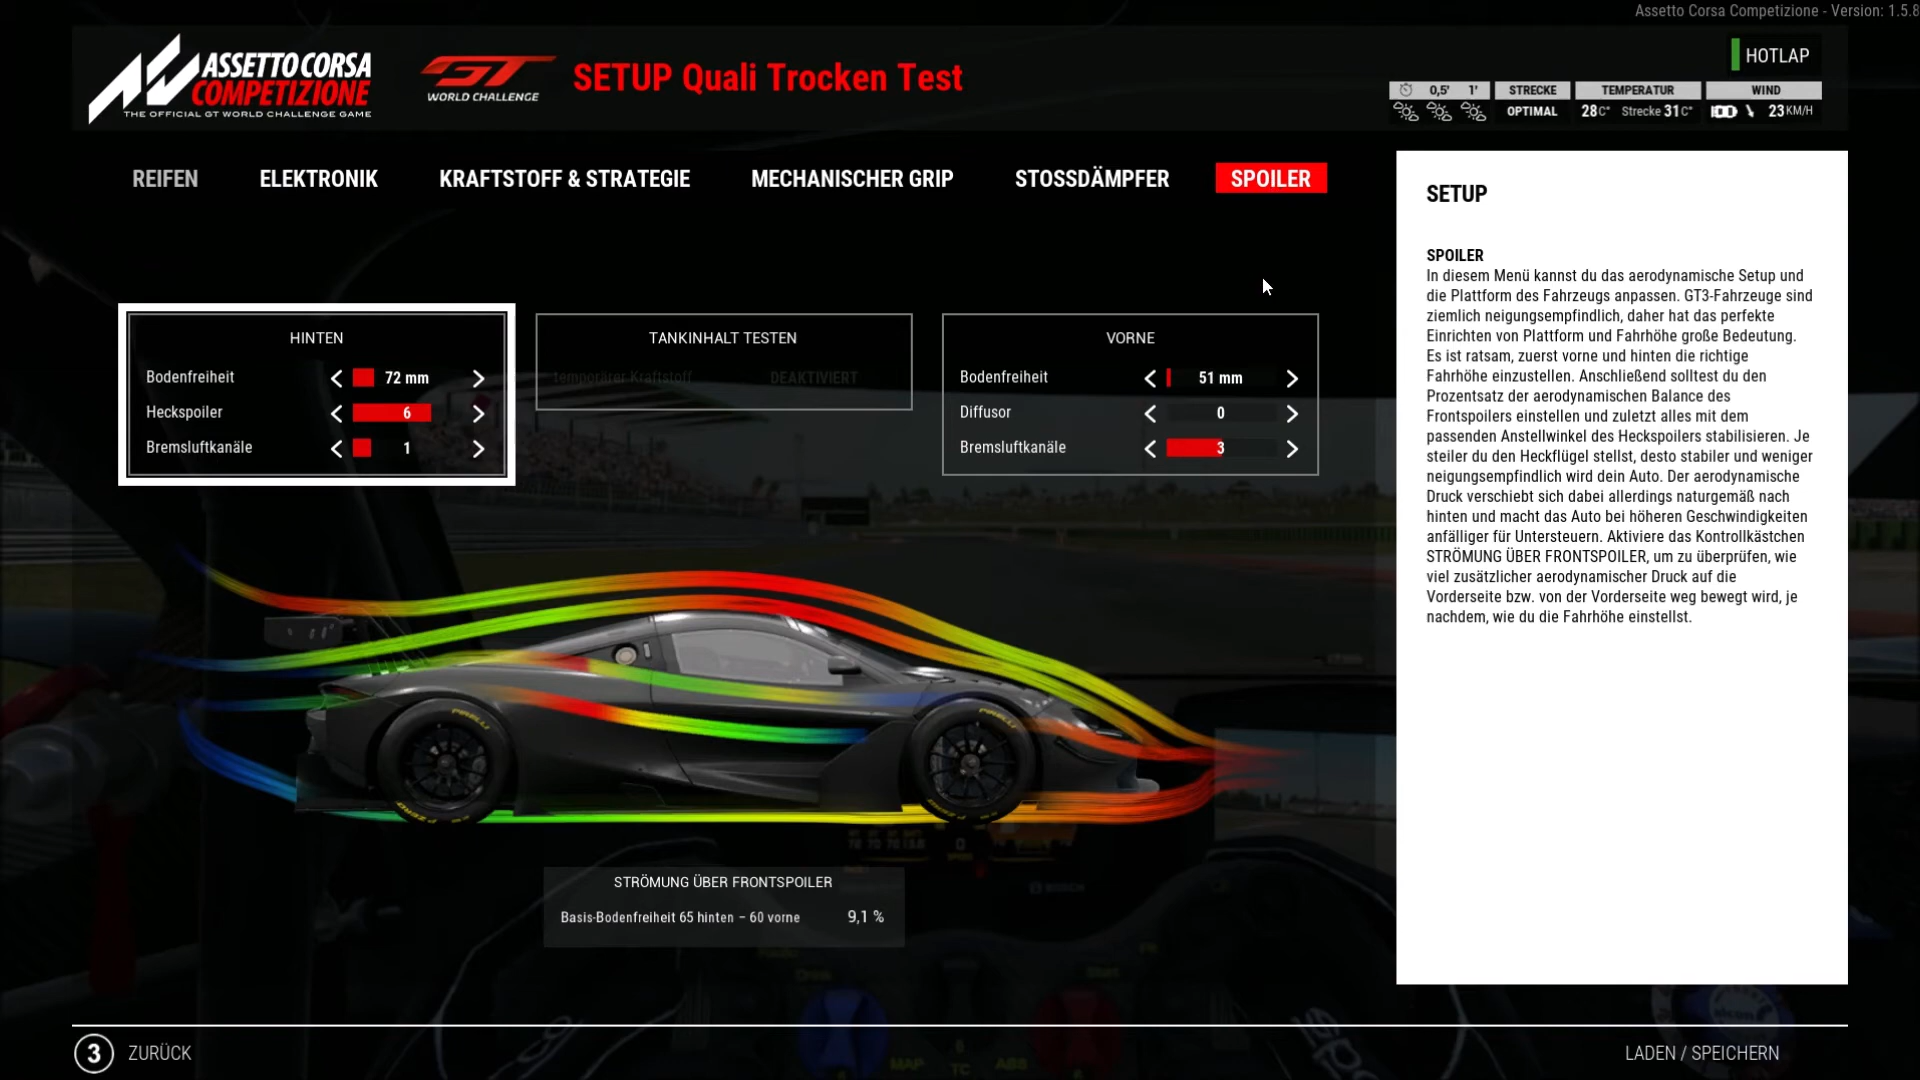 Assetto Corsa Competizione - Version: 1.5.8
ASSETTO CORSA
COMPETIZIONE
THE OFFICIAL GT WORLD CHALLENGE GAME
GT
WORLD CHALLENGE
SETUP Quali Trocken Test
HOTLAP
0,5' 1' STRECKE TEMPERATUR WIND
OPTIMAL 28C° Strecke 31C° 23KM/H
REIFEN ELEKTRONIK KRAFTSTOFF & STRATEGIE MECHANISCHER GRIP STOSSDÄMPFER SPOILER
HINTEN
Bodenfreiheit 72 mm
Heckspoiler 6
Bremsluftkanäle 1
TANKINHALT TESTEN
temporärer Kraftstoff DEAKTIVIERT
VORNE
Bodenfreiheit 51 mm
Diffusor 0
Bremsluftkanäle 3
STRÖMUNG ÜBER FRONTSPOILER
Basis-Bodenfreiheit 65 hinten – 60 vorne 9,1 %
SETUP
SPOILER
In diesem Menü kannst du das aerodynamische Setup und
die Plattform des Fahrzeugs anpassen. GT3-Fahrzeuge sind
ziemlich neigungsempfindlich, daher hat das perfekte
Einrichten von Plattform und Fahrhöhe große Bedeutung.
Es ist ratsam, zuerst vorne und hinten die richtige
Fahrhöhe einzustellen. Anschließend solltest du den
Prozentsatz der aerodynamischen Balance des
Frontspoilers einstellen und zuletzt alles mit dem
passenden Anstellwinkel des Heckspoilers stabilisieren. Je
steiler du den Heckflügel stellst, desto stabiler und weniger
neigungsempfindlich wird dein Auto. Der aerodynamische
Druck verschiebt sich dabei allerdings naturgemäß nach
hinten und macht das Auto bei höheren Geschwindigkeiten
anfälliger für Untersteuern. Aktiviere das Kontrollkästchen
STRÖMUNG ÜBER FRONTSPOILER, um zu überprüfen, wie
viel zusätzlicher aerodynamischer Druck auf die
Vorderseite bzw. von der Vorderseite weg bewegt wird, je
nachdem, wie du die Fahrhöhe einstellst.
PIRELLI
PIRELLI
P ZERO
BOSCH
MAP TC ABS
3 ZURÜCK
LADEN / SPEICHERN